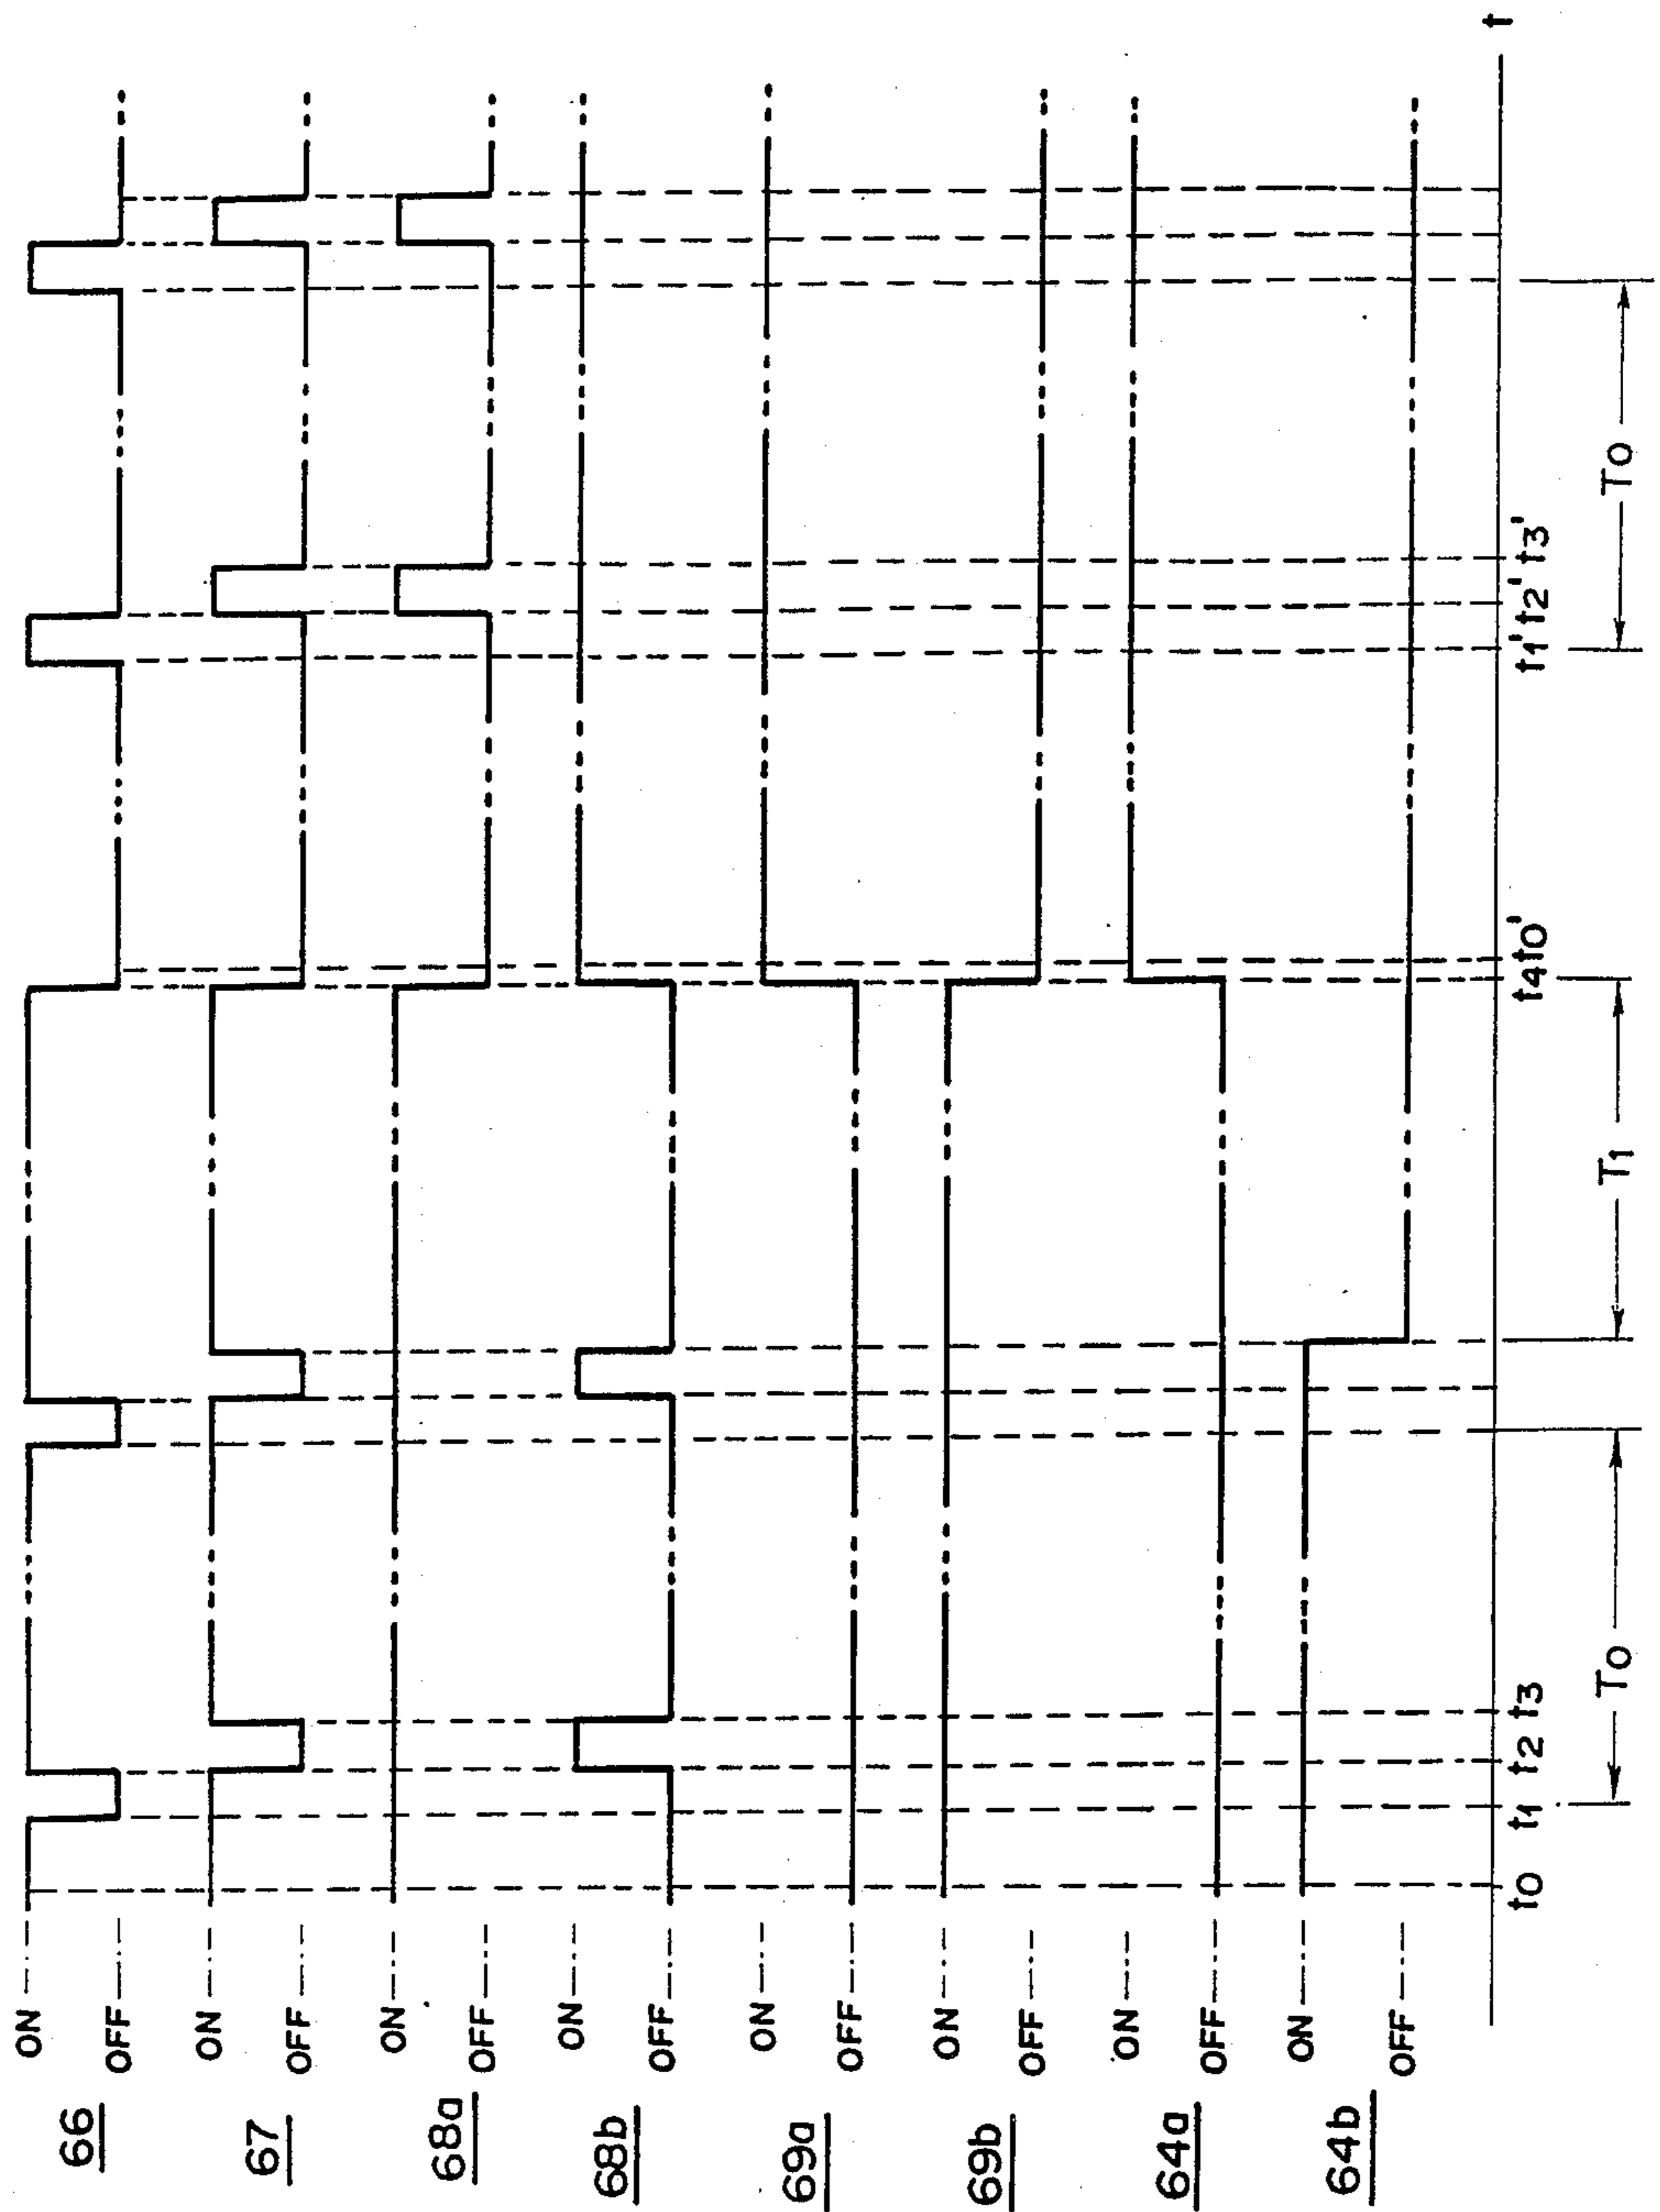 66
ON
OFF
67
ON
OFF
68a
ON
OFF
68b
ON
OFF
69a
ON
OFF
69b
ON
OFF
64a
ON
OFF
64b
ON
OFF
t0 t1 t2 t3 t4 t0' t1' t2' t3' t
T0 T1 T0